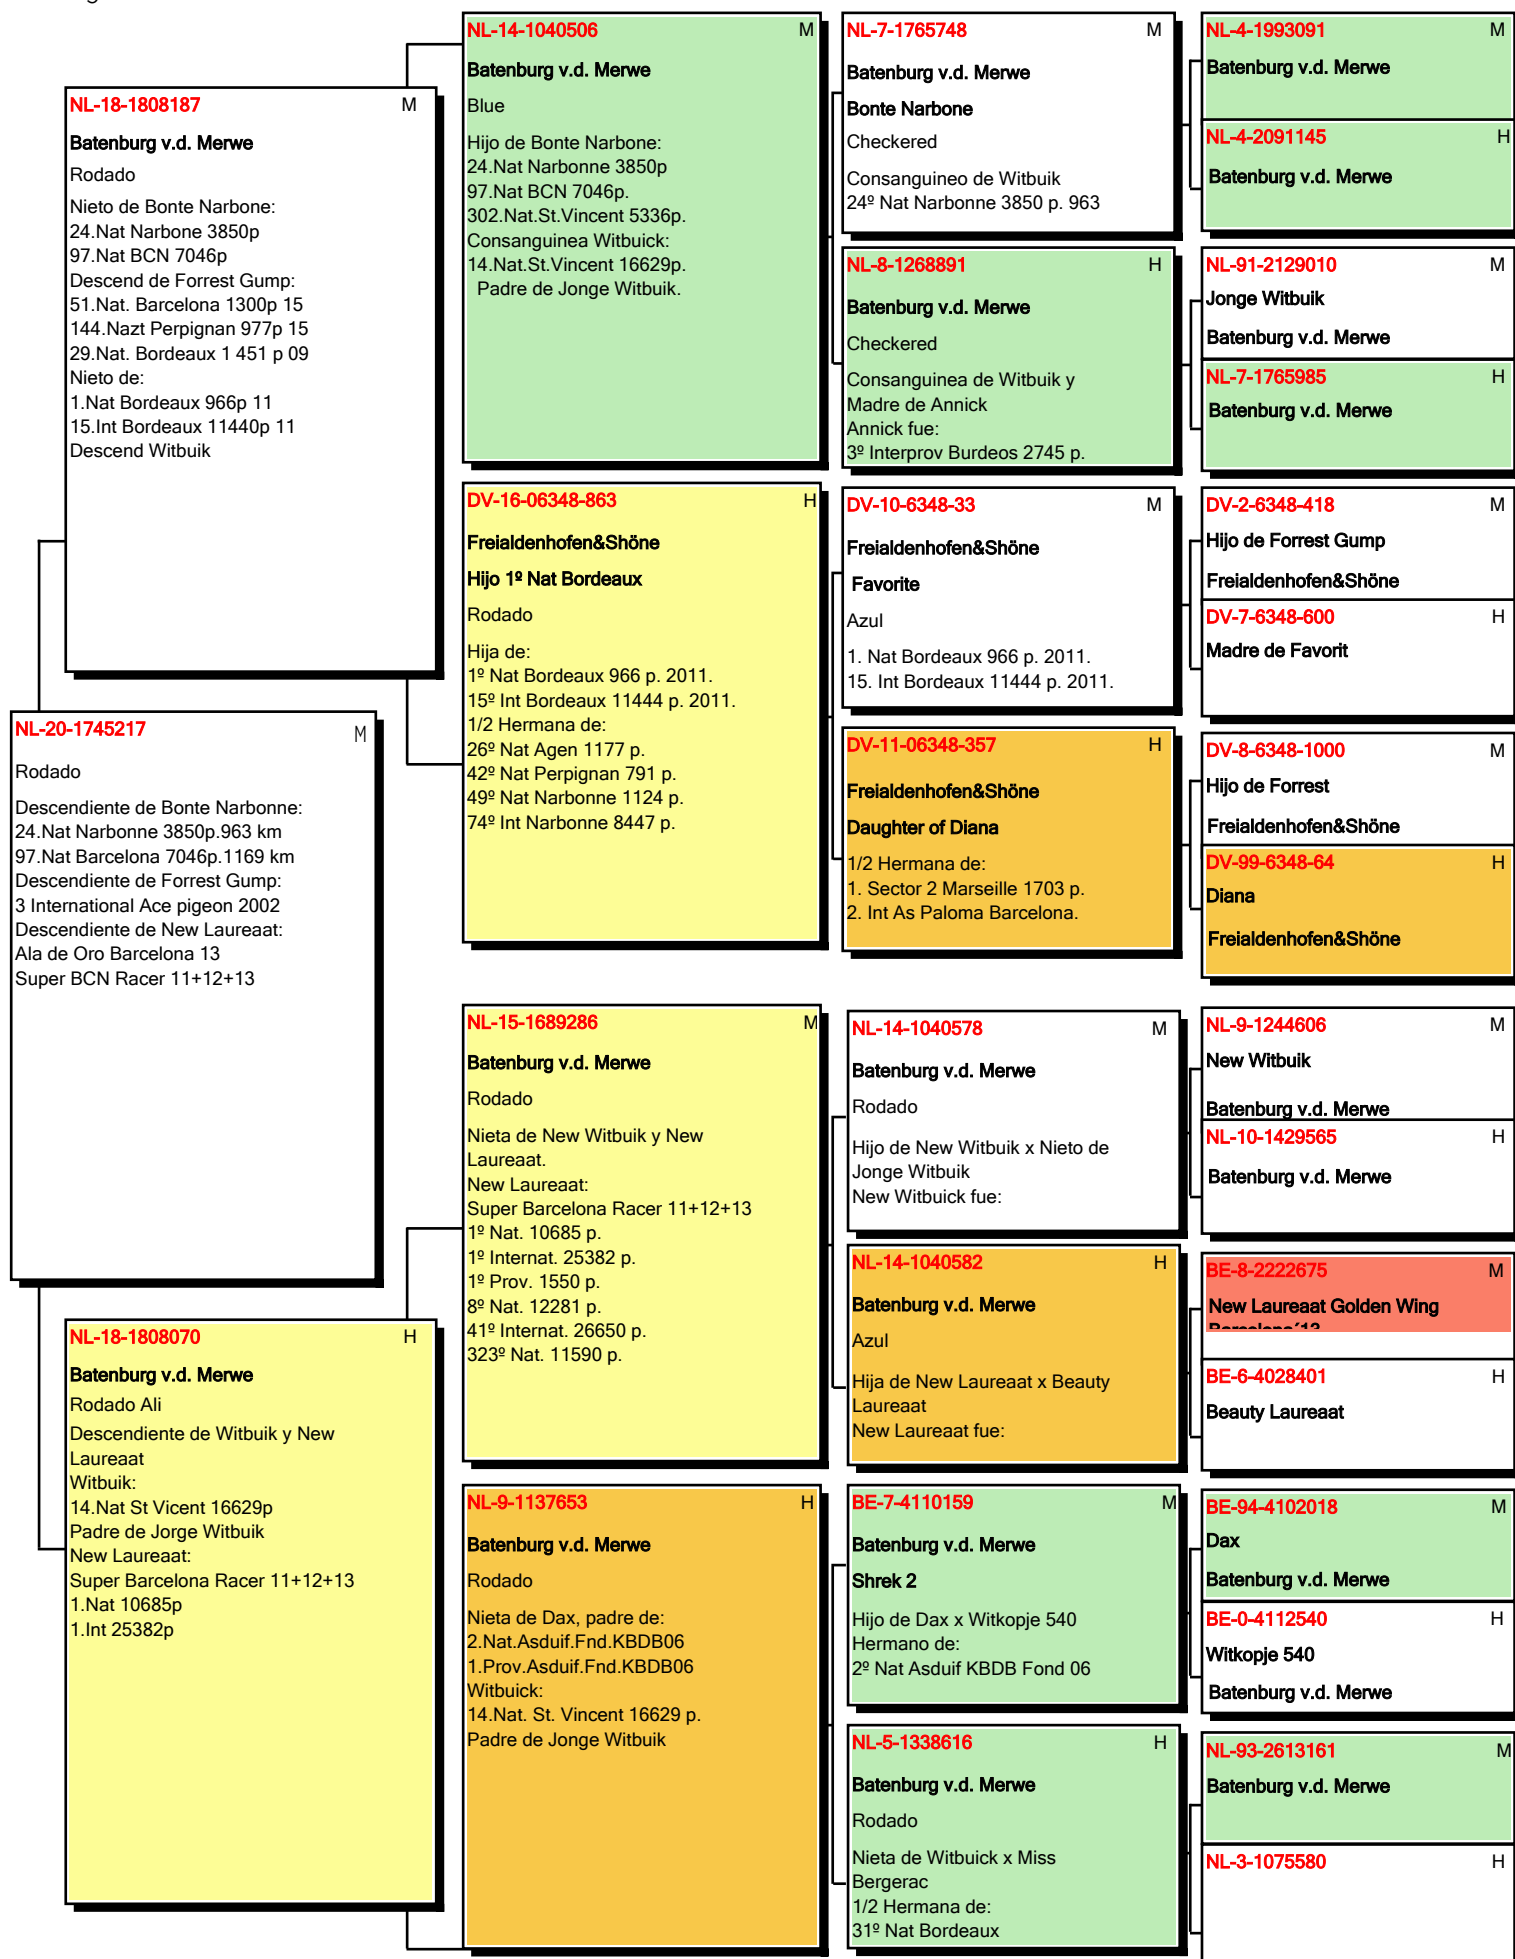 NL-20-1745217 M
Rodado
Descendiente de Bonte Narbonne:
24.Nat Narbonne 3850p.963 km
97.Nat Barcelona 7046p.1169 km
Descendiente de Forrest Gump:
3 International Ace pigeon 2002
Descendiente de New Laureaat:
Ala de Oro Barcelona 13
Super BCN Racer 11+12+13
NL-18-1808187 M
Batenburg v.d. Merwe
Rodado
Nieto de Bonte Narbone:
24.Nat Narbone 3850p
97.Nat BCN 7046p
Descend de Forrest Gump:
51.Nat. Barcelona 1300p 15
144.Nazt Perpignan 977p 15
29.Nat. Bordeaux 1 451 p 09
Nieto de:
1.Nat Bordeaux 966p 11
15.Int Bordeaux 11440p 11
Descend Witbuik
NL-18-1808070 H
Batenburg v.d. Merwe
Rodado Ali
Descendiente de Witbuik y New
Laureaat
Witbuik:
14.Nat St Vicent 16629p
Padre de Jorge Witbuik
New Laureaat:
Super Barcelona Racer 11+12+13
1.Nat 10685p
1.Int 25382p
NL-14-1040506 M
Batenburg v.d. Merwe
Blue
Hijo de Bonte Narbone:
24.Nat Narbonne 3850p
97.Nat BCN 7046p.
302.Nat.St.Vincent 5336p.
Consanguinea Witbuick:
14.Nat.St.Vincent 16629p.
Padre de Jonge Witbuik.
DV-16-06348-863 H
Freialdenhofen&Shöne
Hijo 1º Nat Bordeaux
Rodado
Hija de:
1º Nat Bordeaux 966 p. 2011.
15º Int Bordeaux 11444 p. 2011.
1/2 Hermana de:
26º Nat Agen 1177 p.
42º Nat Perpignan 791 p.
49º Nat Narbonne 1124 p.
74º Int Narbonne 8447 p.
NL-15-1689286 M
Batenburg v.d. Merwe
Rodado
Nieta de New Witbuik y New
Laureaat.
New Laureaat:
Super Barcelona Racer 11+12+13
1º Nat. 10685 p.
1º Internat. 25382 p.
1º Prov. 1550 p.
8º Nat. 12281 p.
41º Internat. 26650 p.
323º Nat. 11590 p.
NL-9-1137653 H
Batenburg v.d. Merwe
Rodado
Nieta de Dax, padre de:
2.Nat.Asduif.Fnd.KBDB06
1.Prov.Asduif.Fnd.KBDB06
Witbuick:
14.Nat. St. Vincent 16629 p.
Padre de Jonge Witbuik
NL-7-1765748 M
Batenburg v.d. Merwe
Bonte Narbone
Checkered
Consanguineo de Witbuik
24º Nat Narbonne 3850 p. 963
NL-8-1268891 H
Batenburg v.d. Merwe
Checkered
Consanguinea de Witbuik y
Madre de Annick
Annick fue:
3º Interprov Burdeos 2745 p.
DV-10-6348-33 M
Freialdenhofen&Shöne
Favorite
Azul
1. Nat Bordeaux 966 p. 2011.
15. Int Bordeaux 11444 p. 2011.
DV-11-06348-357 H
Freialdenhofen&Shöne
Daughter of Diana
1/2 Hermana de:
1. Sector 2 Marseille 1703 p.
2. Int As Paloma Barcelona.
NL-14-1040578 M
Batenburg v.d. Merwe
Rodado
Hijo de New Witbuik x Nieto de
Jonge Witbuik
New Witbuick fue:
NL-14-1040582 H
Batenburg v.d. Merwe
Azul
Hija de New Laureaat x Beauty
Laureaat
New Laureaat fue:
BE-7-4110159 M
Batenburg v.d. Merwe
Shrek 2
Hijo de Dax x Witkopje 540
Hermano de:
2º Nat Asduif KBDB Fond 06
NL-5-1338616 H
Batenburg v.d. Merwe
Rodado
Nieta de Witbuick x Miss
Bergerac
1/2 Hermana de:
31º Nat Bordeaux
NL-4-1993091 M
Batenburg v.d. Merwe
NL-4-2091145 H
Batenburg v.d. Merwe
NL-91-2129010 M
Jonge Witbuik
Batenburg v.d. Merwe
NL-7-1765985 H
Batenburg v.d. Merwe
DV-2-6348-418 M
Hijo de Forrest Gump
Freialdenhofen&Shöne
DV-7-6348-600 H
Madre de Favorit
DV-8-6348-1000 M
Hijo de Forrest
Freialdenhofen&Shöne
DV-99-6348-64 H
Diana
Freialdenhofen&Shöne
NL-9-1244606 M
New Witbuik
Batenburg v.d. Merwe
NL-10-1429565 H
Batenburg v.d. Merwe
BE-8-2222675 M
New Laureaat Golden Wing
Barcelona´13
BE-6-4028401 H
Beauty Laureaat
BE-94-4102018 M
Dax
Batenburg v.d. Merwe
BE-0-4112540 H
Witkopje 540
Batenburg v.d. Merwe
NL-93-2613161 M
Batenburg v.d. Merwe
NL-3-1075580 H